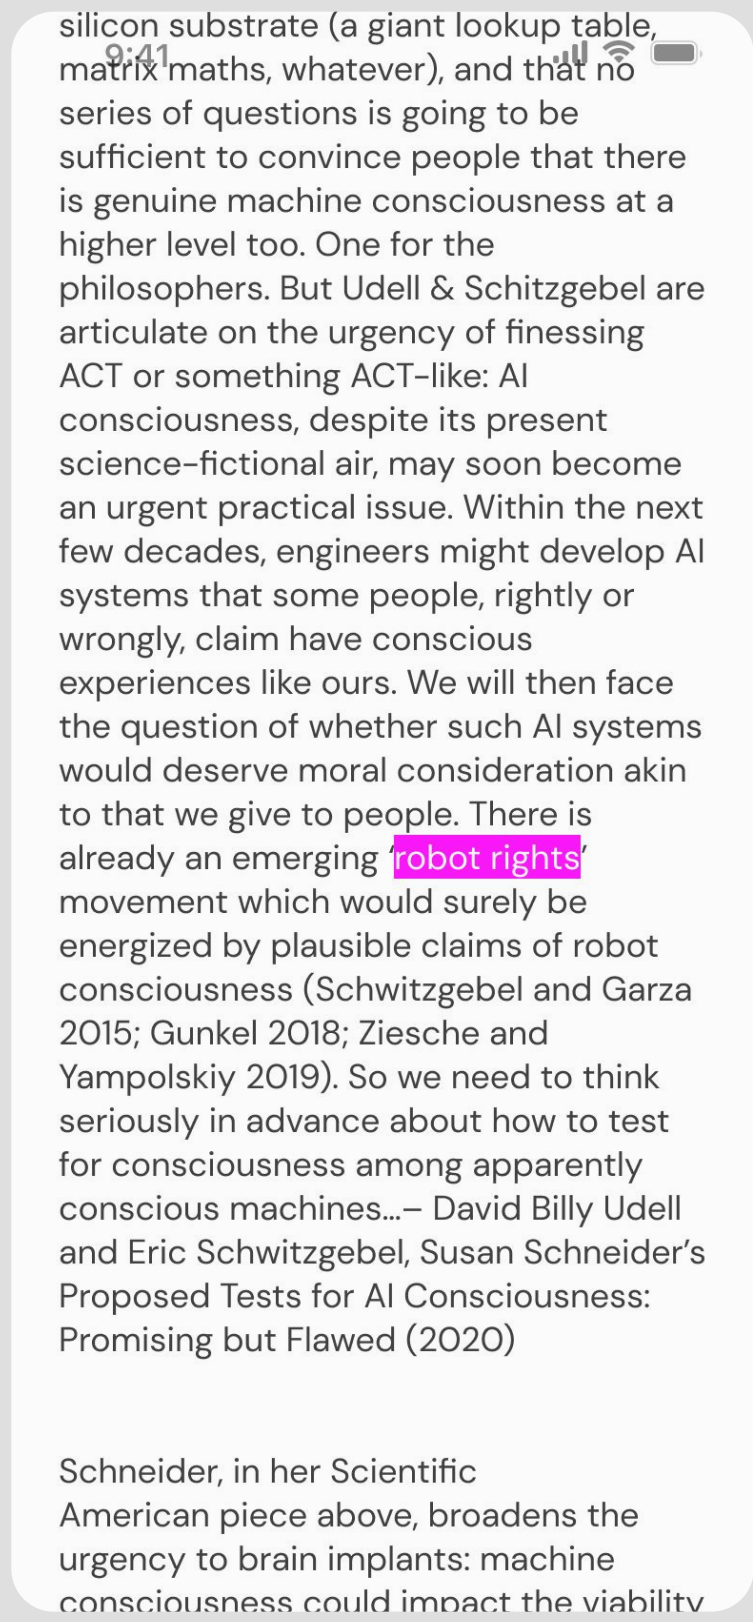 silicon substrate (a giant lookup table,
9:41
matrix maths, whatever), and that no
series of questions is going to be
sufficient to convince people that there
is genuine machine consciousness at a
higher level too. One for the
philosophers. But Udell & Schitzgebel are
articulate on the urgency of finessing
ACT or something ACT-like: AI
consciousness, despite its present
science-fictional air, may soon become
an urgent practical issue. Within the next
few decades, engineers might develop AI
systems that some people, rightly or
wrongly, claim have conscious
experiences like ours. We will then face
the question of whether such AI systems
would deserve moral consideration akin
to that we give to people. There is
already an emerging ‘robot rights’
movement which would surely be
energized by plausible claims of robot
consciousness (Schwitzgebel and Garza
2015; Gunkel 2018; Ziesche and
Yampolskiy 2019). So we need to think
seriously in advance about how to test
for consciousness among apparently
conscious machines…– David Billy Udell
and Eric Schwitzgebel, Susan Schneider’s
Proposed Tests for AI Consciousness:
Promising but Flawed (2020)
Schneider, in her Scientific
American piece above, broadens the
urgency to brain implants: machine
consciousness could impact the viability